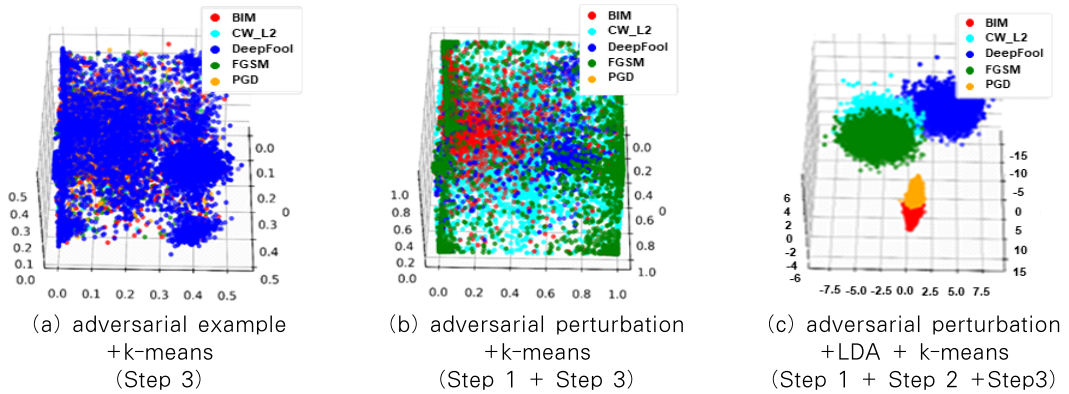 BIM
CW_L2
DeepFool
FGSM
PGD
0.0
0.1
0.2
0
0.3
0.4
0.5
0.5
0.4
0.3
0.2
0.1
0.0
0.0 0.1 0.2 0.3 0.4 0.5
(a) adversarial example
+k-means
(Step 3)
BIM
CW_L2
DeepFool
FGSM
PGD
0.0
0.2
0.4
0
0.6
0.8
1.0
1.0
0.8
0.6
0.4
0.2
0.0
0.0 0.2 0.4 0.6 0.8 1.0
(b) adversarial perturbation
+k-means
(Step 1 + Step 3)
BIM
CW_L2
DeepFool
FGSM
PGD
-15
-10
-5
0
5
10
15
6
4
2
0
-2
-4
-6
-7.5 -5.0 -2.5 0.0 2.5 5.0 7.5
(c) adversarial perturbation
+LDA + k-means
(Step 1 + Step 2 +Step3)